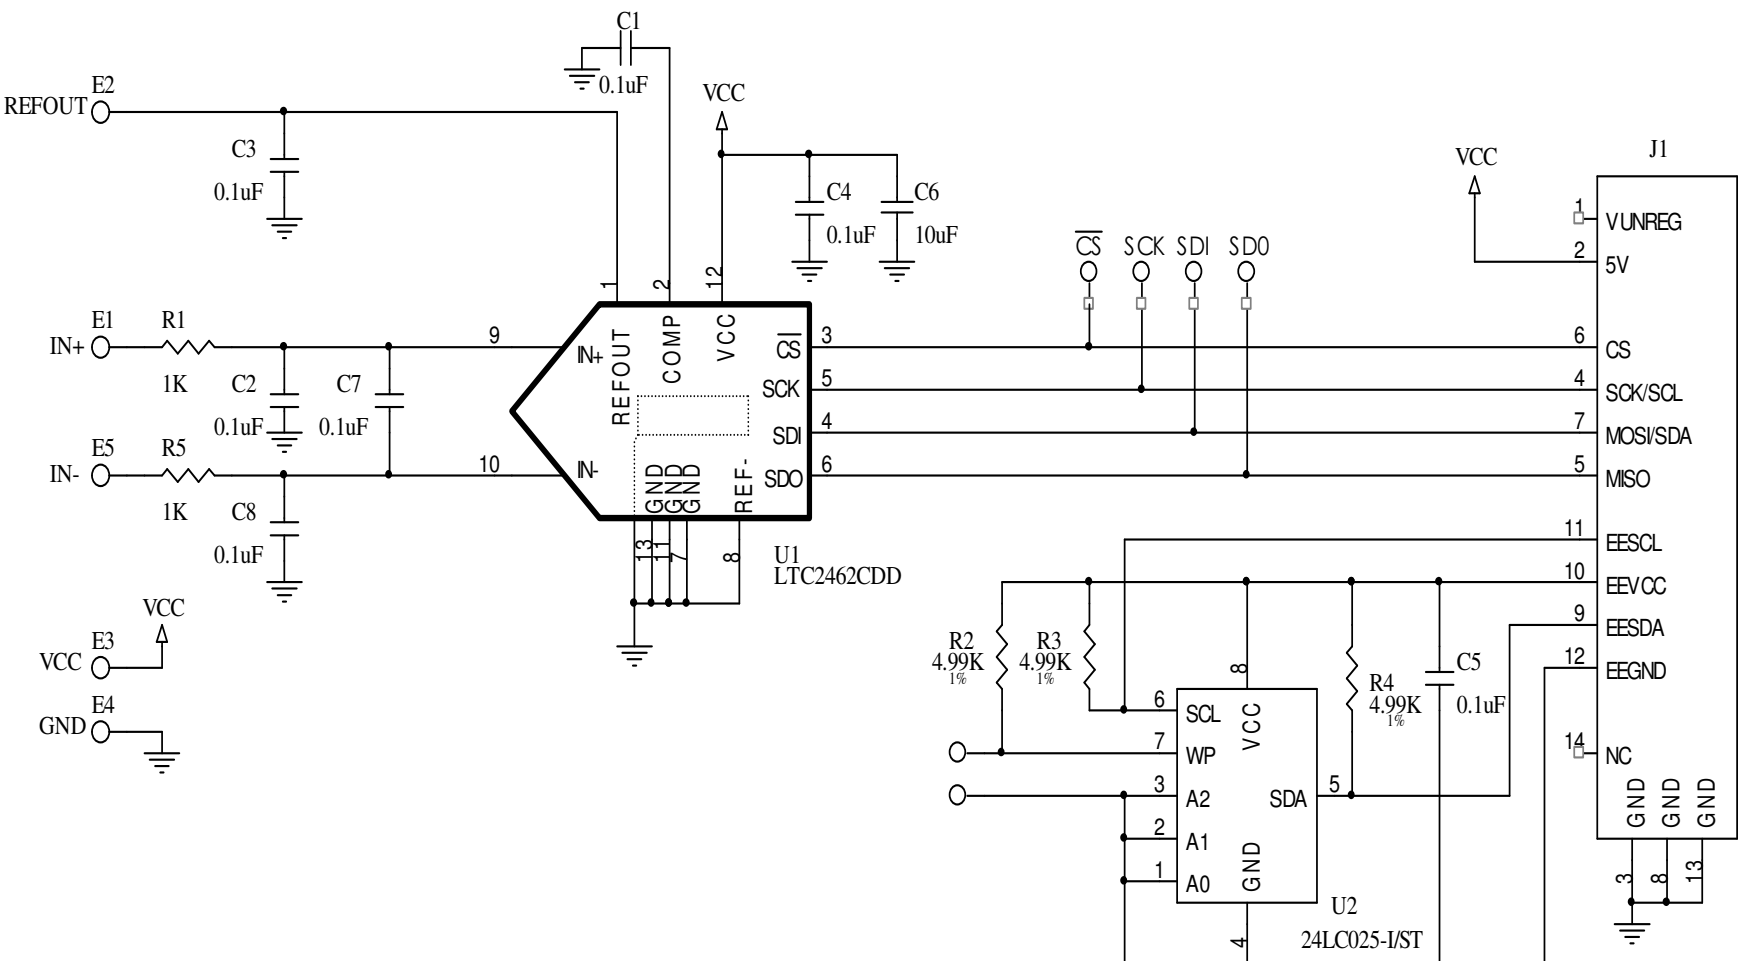 C1
0.1uF
E2
REFOUT
C3
0.1uF
VCC
C4
0.1uF
C6
10uF
1
2
12
E1
IN+
R1
1K
C2
0.1uF
C7
0.1uF
9
E5
IN-
R5
1K
C8
0.1uF
10
IN+
REFOUT
COMP
VCC
CS
SCK
SDI
SDO
IN-
GND
GND
GND
REF-
3
5
4
6
13
11
7
8
U1
LTC2462CDD
CS
SCK
SDI
SD0
VCC
E3
VCC
E4
GND
VCC
J1
1
VUNREG
2
5V
6
CS
4
SCK/SCL
7
MOSI/SDA
5
MISO
11
EESCL
10
EEVCC
9
EESDA
12
EEGND
14
NC
GND
GND
GND
3
8
13
R2
4.99K
1%
R3
4.99K
1%
R4
4.99K
1%
C5
0.1uF
8
6
SCL
VCC
7
WP
3
A2
SDA
5
2
A1
1
A0
GND
4
U2
24LC025-I/ST